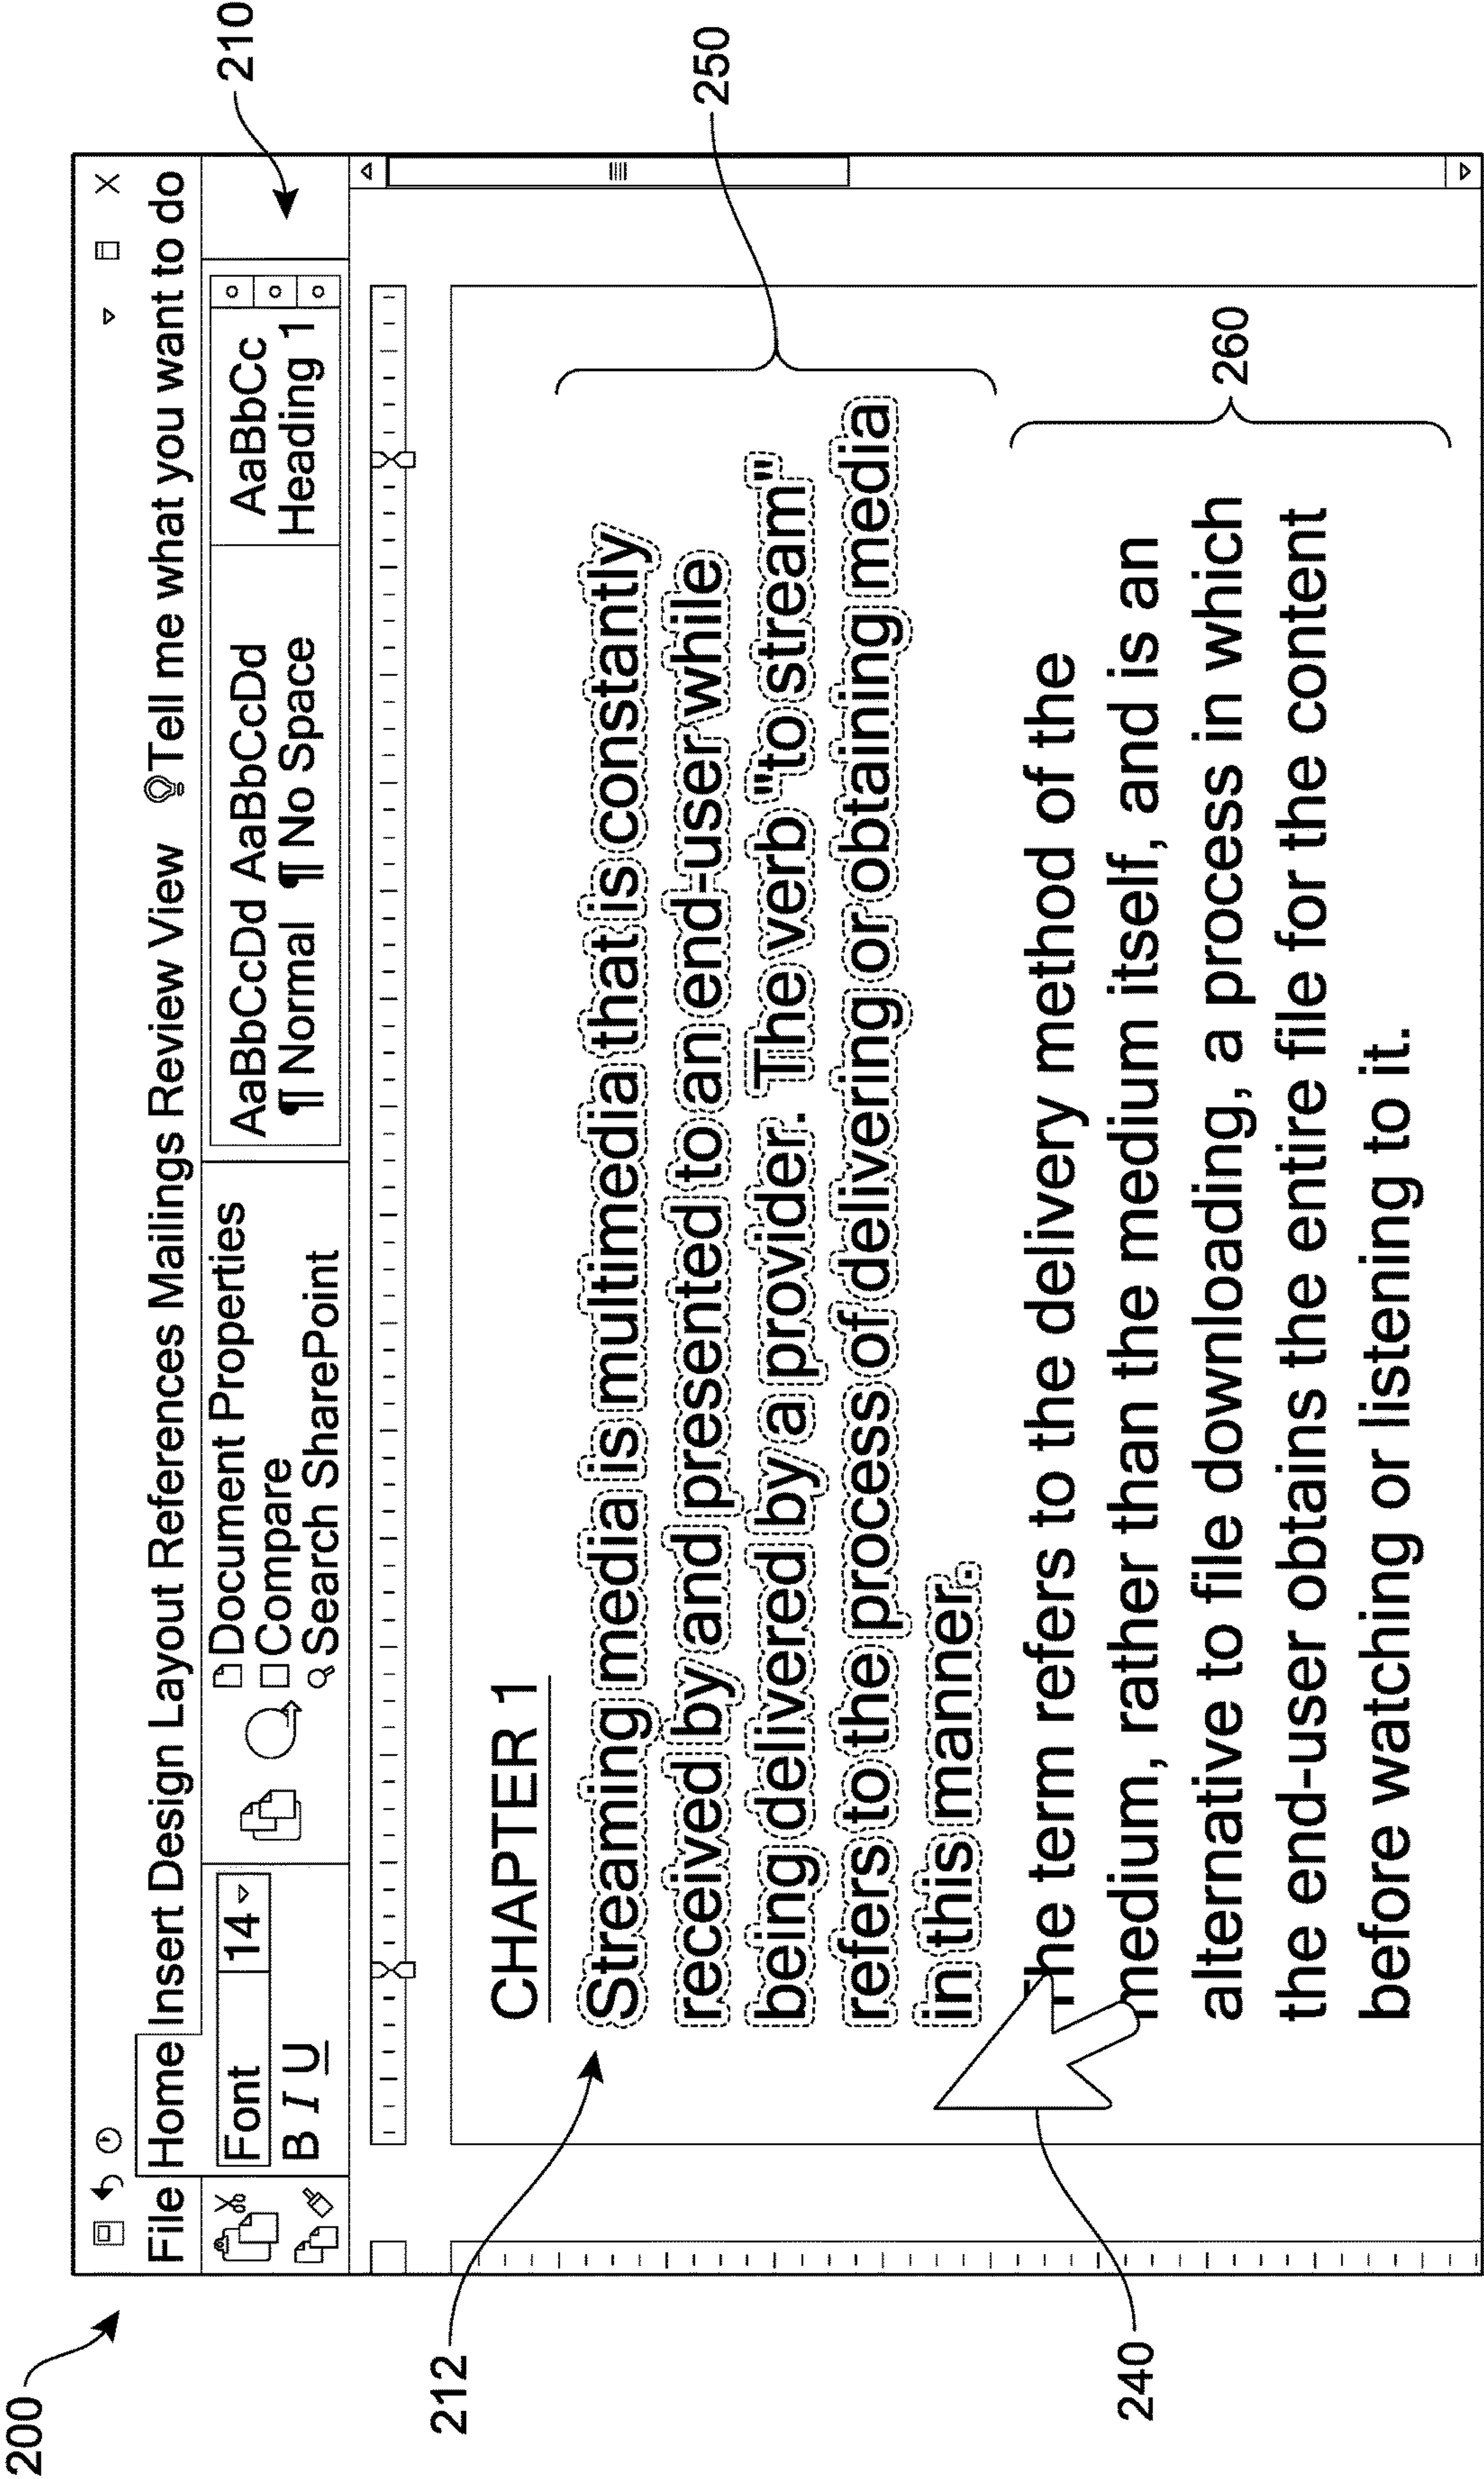 200
210
File Home Insert Design Layout References Mailings Review View Tell me what you want to do
Font 14
B I U
Document Properties
Compare
Search SharePoint
AaBbCcDd AaBbCcDd AaBbCc
¶ Normal ¶ No Space Heading 1
212
CHAPTER 1
Streaming media is multimedia that is constantly
received by and presented to an end-user while
being delivered by a provider. The verb "to stream"
refers to the process of delivering or obtaining media
in this manner.
250
240
The term refers to the delivery method of the
medium, rather than the medium itself, and is an
alternative to file downloading, a process in which
the end-user obtains the entire file for the content
before watching or listening to it.
260